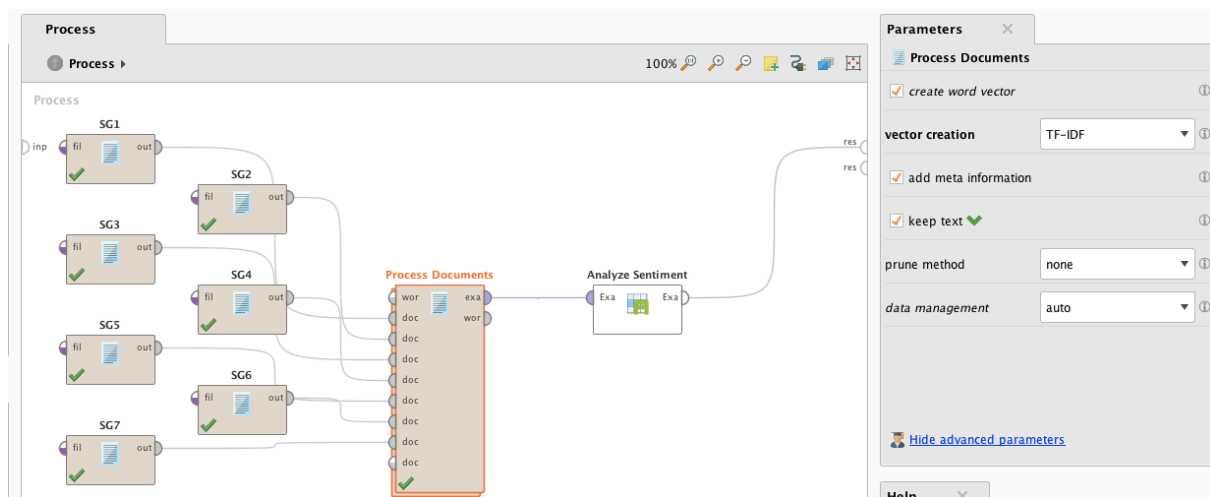 Process
Process
100%
Process
inp
SG1
fil out
SG2
fil out
SG3
fil out
SG4
fil out
SG5
fil out
SG6
fil out
SG7
fil out
Process Documents
wor exa
doc wor
doc
doc
doc
doc
doc
doc
doc
Analyze Sentiment
Exa Exa
res
res
Parameters
Process Documents
create word vector
vector creation TF-IDF
add meta information
keep text
prune method none
data management auto
Hide advanced parameters
Help